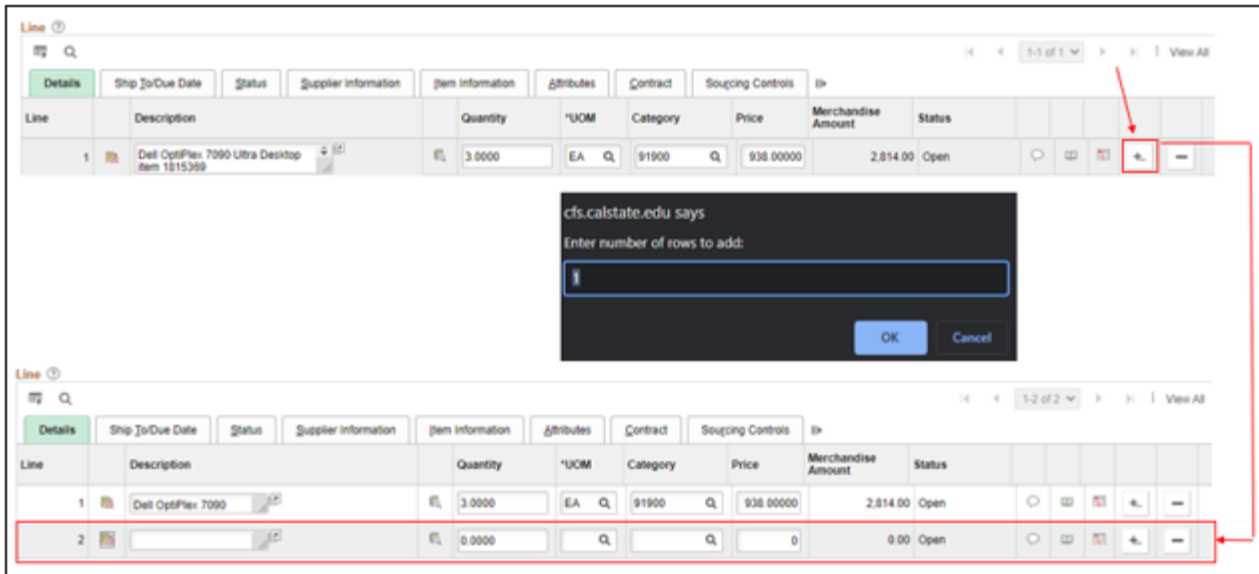 Line
1-1 of 1 View All
Details Ship To/Due Date Status Supplier Information Item Information Attributes Contract Sourcing Controls
Line Description Quantity *UOM Category Price Merchandise Amount Status
1 Dell OptiPlex 7090 Ultra Desktop item 1815369 3.0000 EA 91900 938.00000 2,814.00 Open
cfs.calstate.edu says
Enter number of rows to add:
1
OK Cancel
Line
1-2 of 2 View All
Details Ship To/Due Date Status Supplier Information Item Information Attributes Contract Sourcing Controls
Line Description Quantity *UOM Category Price Merchandise Amount Status
1 Dell OptiPlex 7090 3.0000 EA 91900 938.00000 2,814.00 Open
2 0.0000 0 0.00 Open